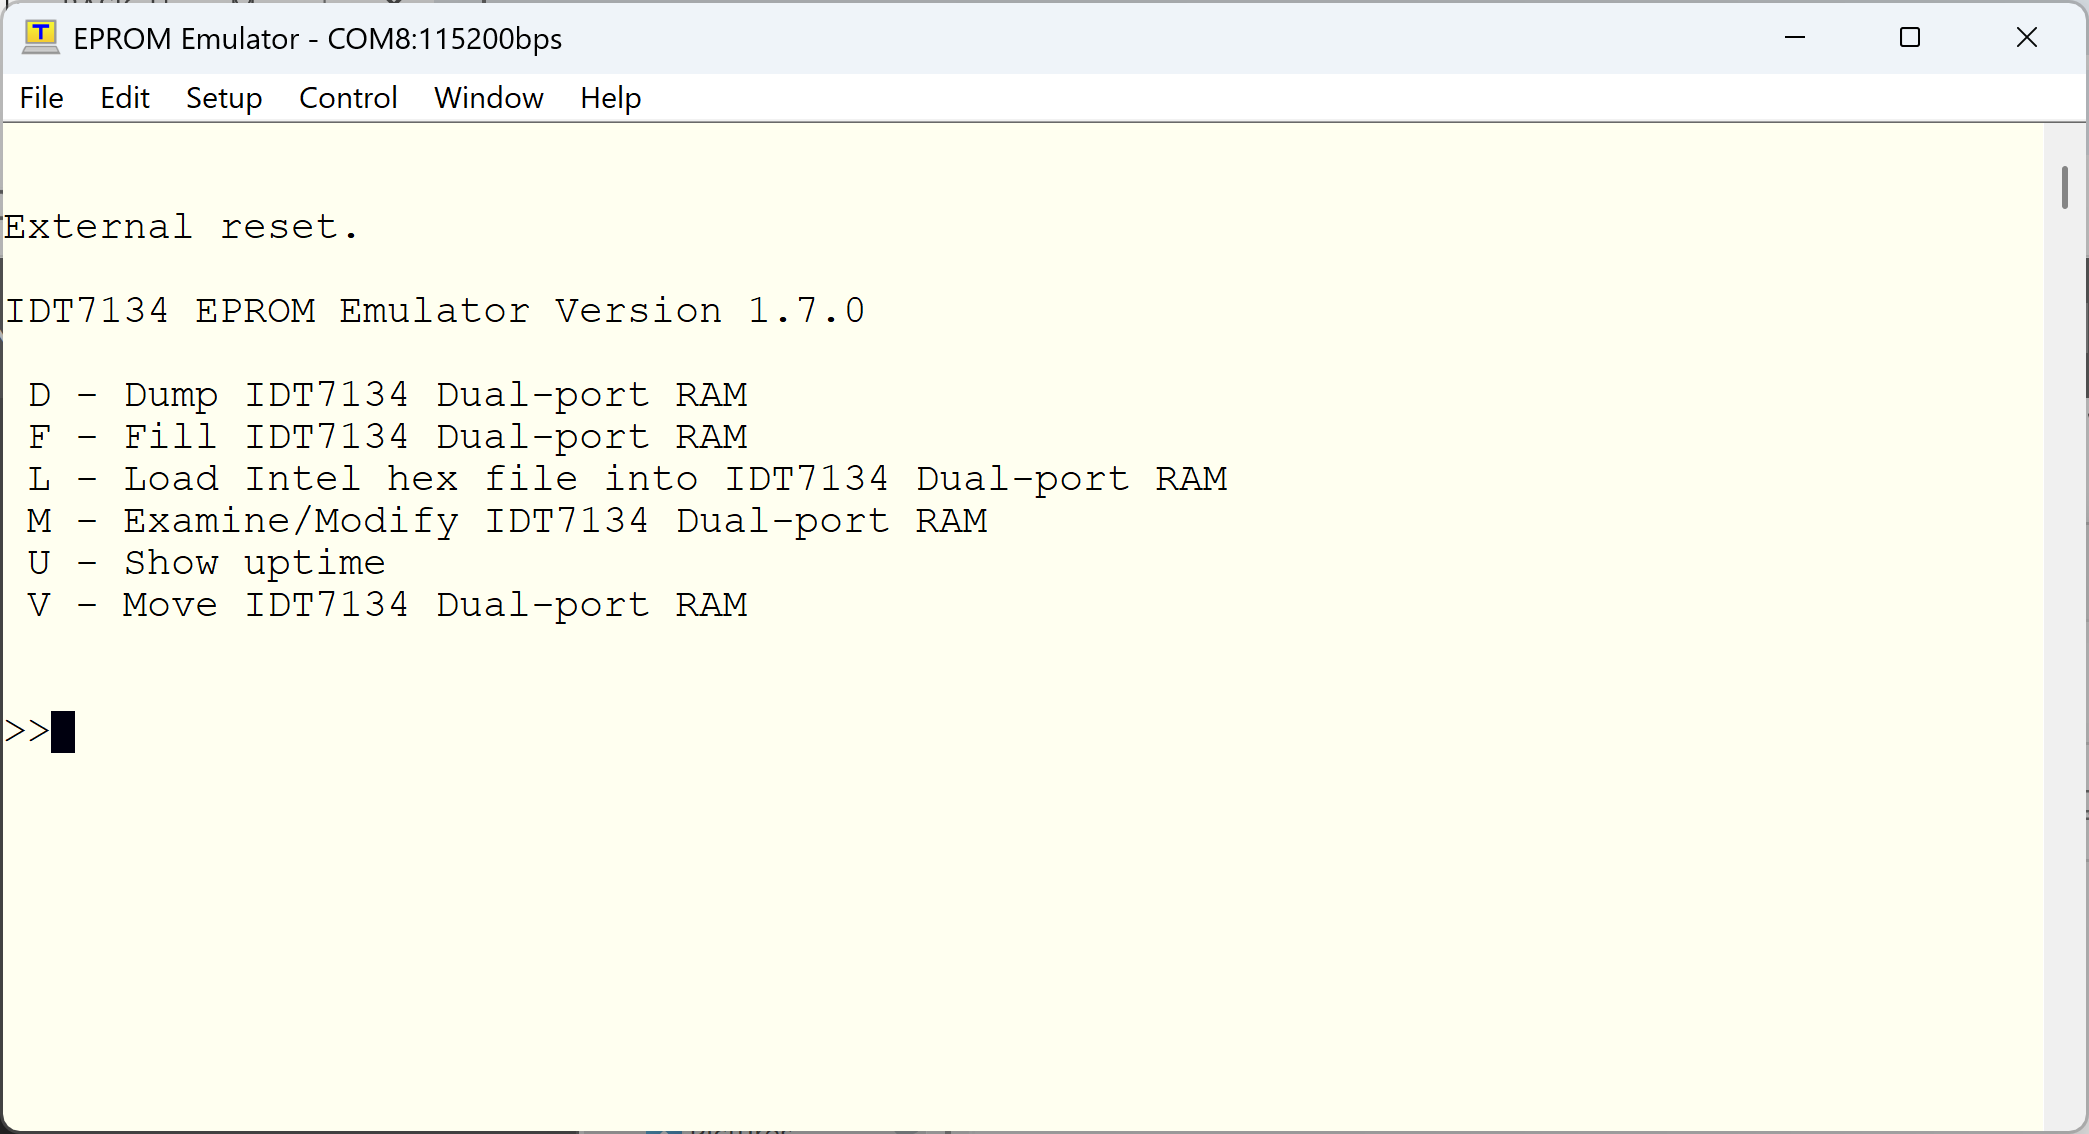 EPROM Emulator - COM8:115200bps
File Edit Setup Control Window Help
External reset.
IDT7134 EPROM Emulator Version 1.7.0
D - Dump IDT7134 Dual-port RAM
F - Fill IDT7134 Dual-port RAM
L - Load Intel hex file into IDT7134 Dual-port RAM
M - Examine/Modify IDT7134 Dual-port RAM
U - Show uptime
V - Move IDT7134 Dual-port RAM
>>